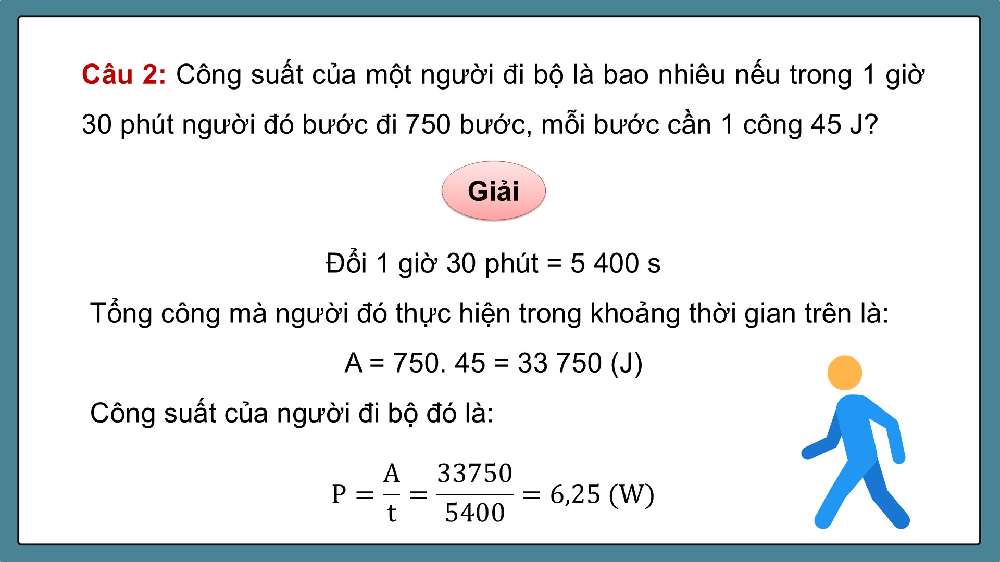 Câu 2: Công suất của một người đi bộ là bao nhiêu nếu trong 1 giờ
30 phút người đó bước đi 750 bước, mỗi bước cần 1 công 45 J?
Giải
Đổi 1 giờ 30 phút = 5 400 s
Tổng công mà người đó thực hiện trong khoảng thời gian trên là:
A = 750. 45 = 33 750 (J)
Công suất của người đi bộ đó là:
P = A/t = 33750/5400 = 6,25 (W)